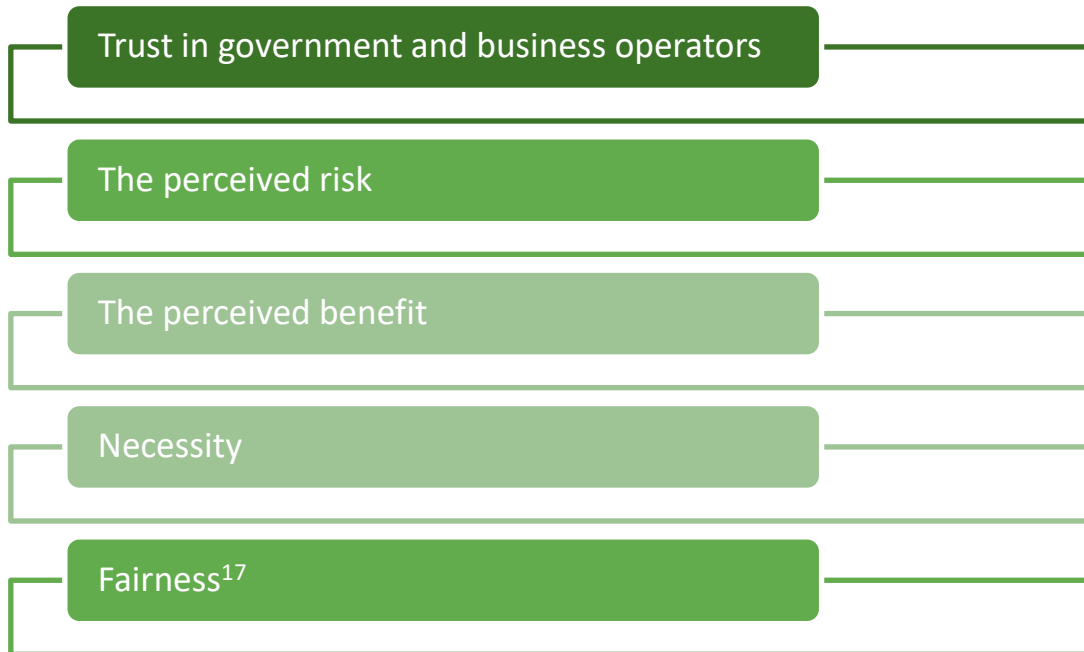 Trust in government and business operators
The perceived risk
The perceived benefit
Necessity
Fairness¹⁷